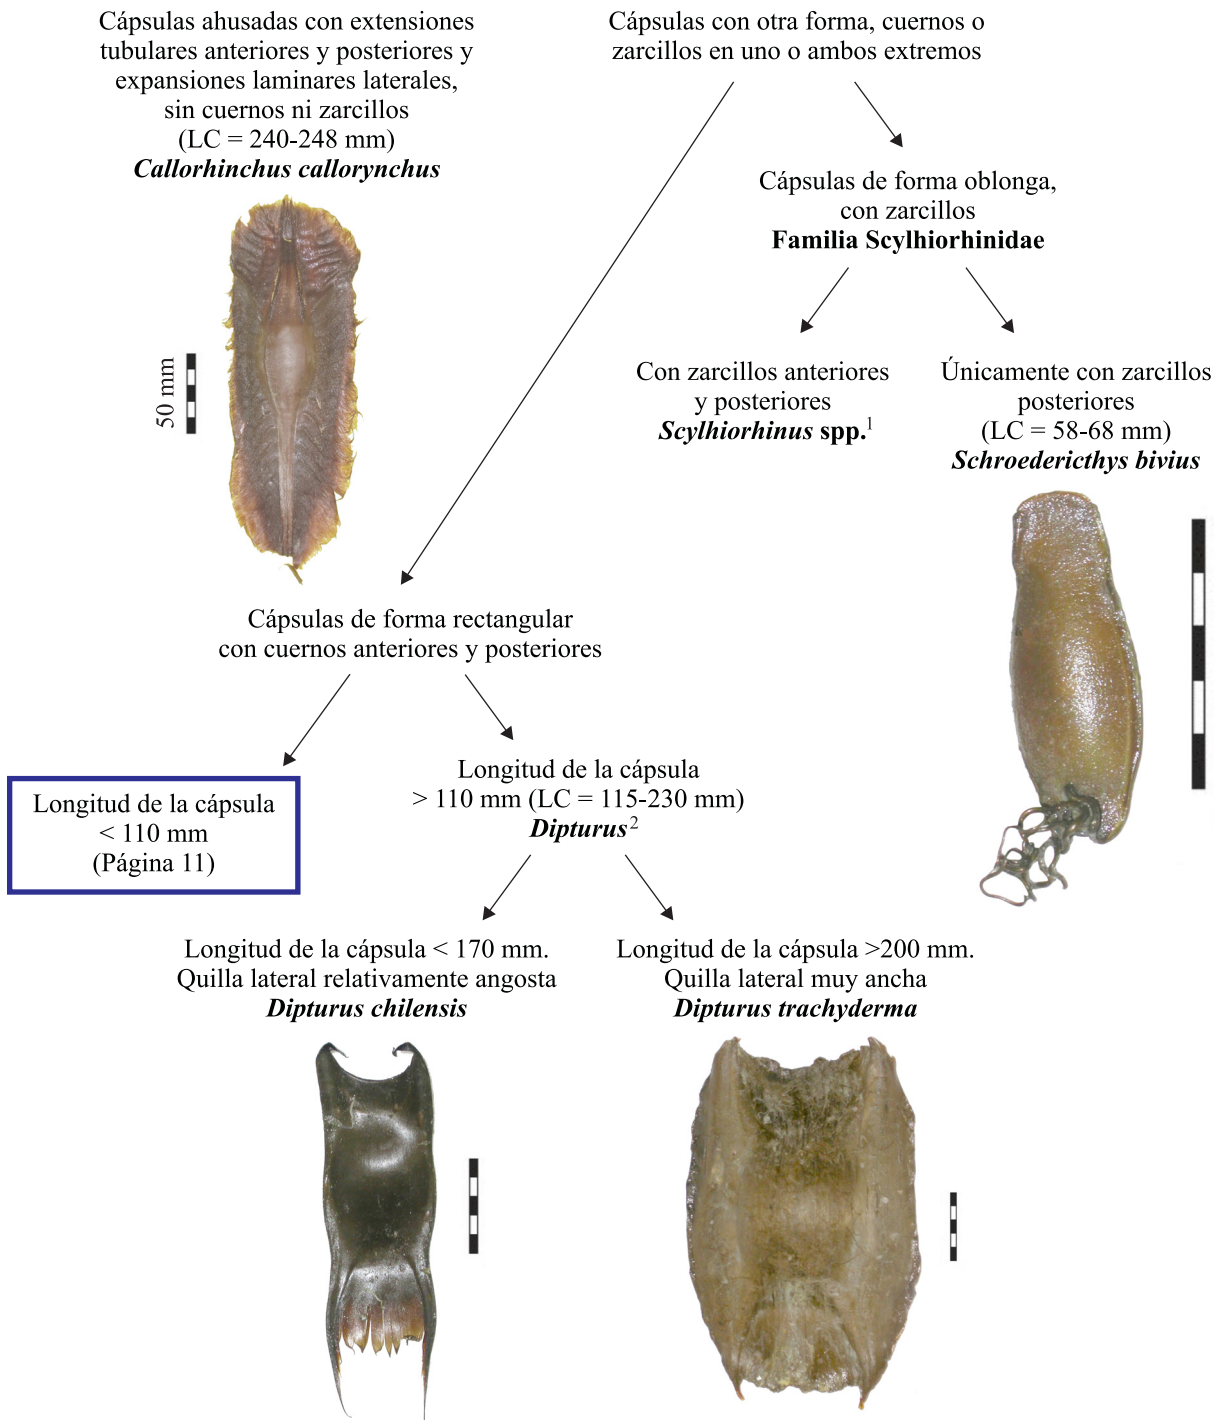 Cápsulas ahusadas con extensiones
tubulares anteriores y posteriores y
expansiones laminares laterales,
sin cuernos ni zarcillos
(LC = 240-248 mm)
Callorhinchus callorynchus
Cápsulas con otra forma, cuernos o
zarcillos en uno o ambos extremos
Cápsulas de forma oblonga,
con zarcillos
Familia Scylhiorhinidae
50 mm
Con zarcillos anteriores
y posteriores
Scylhiorhinus spp.1
Únicamente con zarcillos
posteriores
(LC = 58-68 mm)
Schroedericthys bivius
Cápsulas de forma rectangular
con cuernos anteriores y posteriores
Longitud de la cápsula
< 110 mm
(Página 11)
Longitud de la cápsula
> 110 mm (LC = 115-230 mm)
Dipturus2
Longitud de la cápsula < 170 mm.
Quilla lateral relativamente angosta
Dipturus chilensis
Longitud de la cápsula >200 mm.
Quilla lateral muy ancha
Dipturus trachyderma